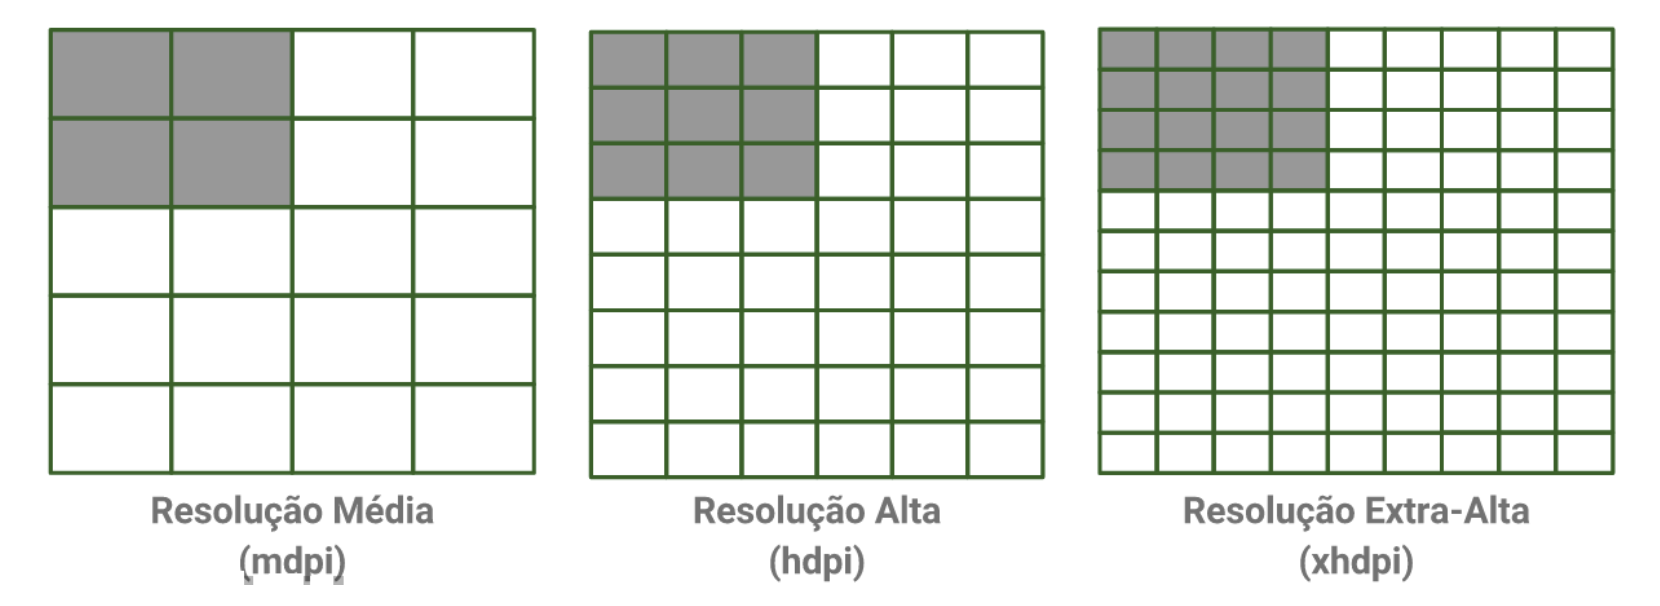 Resolução Média
(mdpi)
Resolução Alta
(hdpi)
Resolução Extra-Alta
(xhdpi)